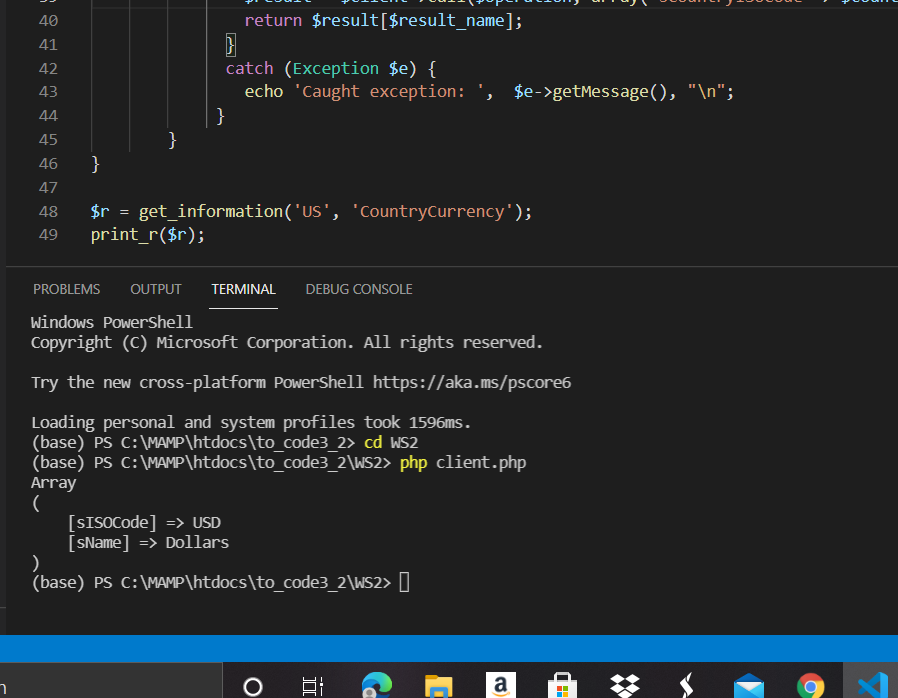 40 return $result[$result_name];
41 }
42 catch (Exception $e) {
43 echo 'Caught exception: ', $e->getMessage(), "\n";
44 }
45 }
46 }
47
48 $r = get_information('US', 'CountryCurrency');
49 print_r($r);
PROBLEMS OUTPUT TERMINAL DEBUG CONSOLE
Windows PowerShell
Copyright (C) Microsoft Corporation. All rights reserved.
Try the new cross-platform PowerShell https://aka.ms/pscore6
Loading personal and system profiles took 1596ms.
(base) PS C:\MAMP\htdocs\to_code3_2> cd WS2
(base) PS C:\MAMP\htdocs\to_code3_2\WS2> php client.php
Array
(
[sISOCode] => USD
[sName] => Dollars
)
(base) PS C:\MAMP\htdocs\to_code3_2\WS2>
a